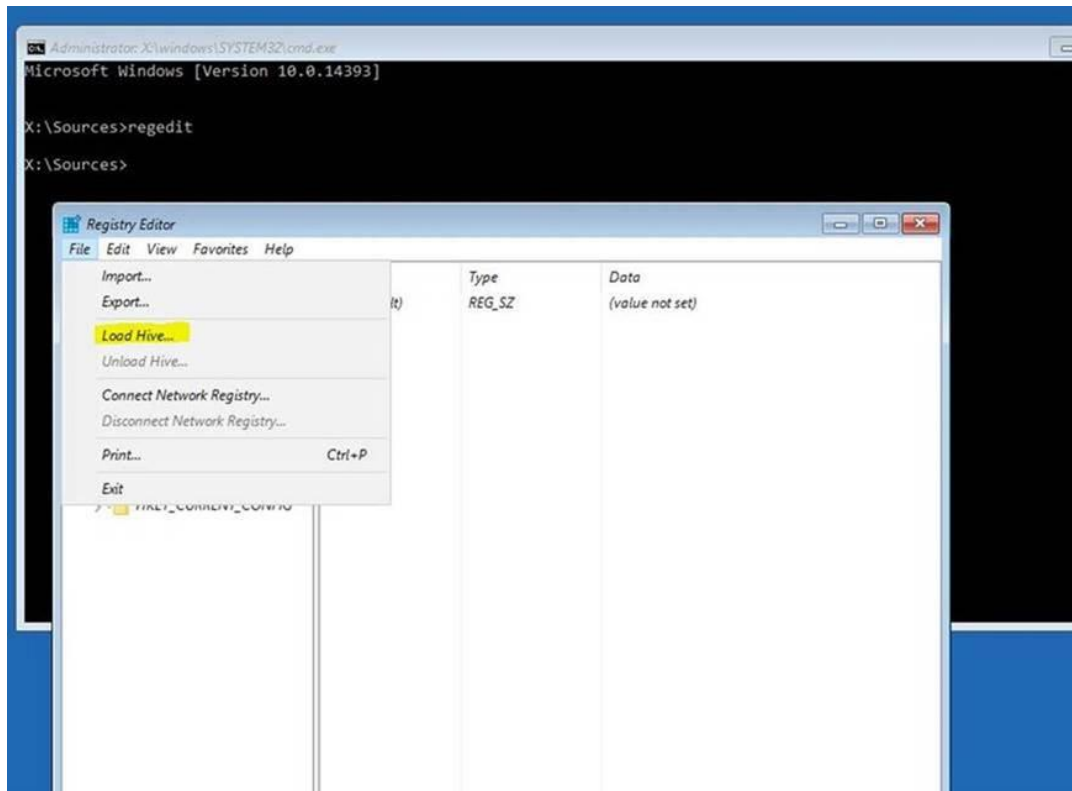 Administrator: X:\windows\SYSTEM32\cmd.exe
Microsoft Windows [Version 10.0.14393]
X:\Sources>regedit
X:\Sources>
Registry Editor
File Edit View Favorites Help
Import...
Export...
Load Hive...
Unload Hive...
Connect Network Registry...
Disconnect Network Registry...
Print... Ctrl+P
Exit
Type Data
lt) REG_SZ (value not set)
HKEY_CURRENT_CONFIG